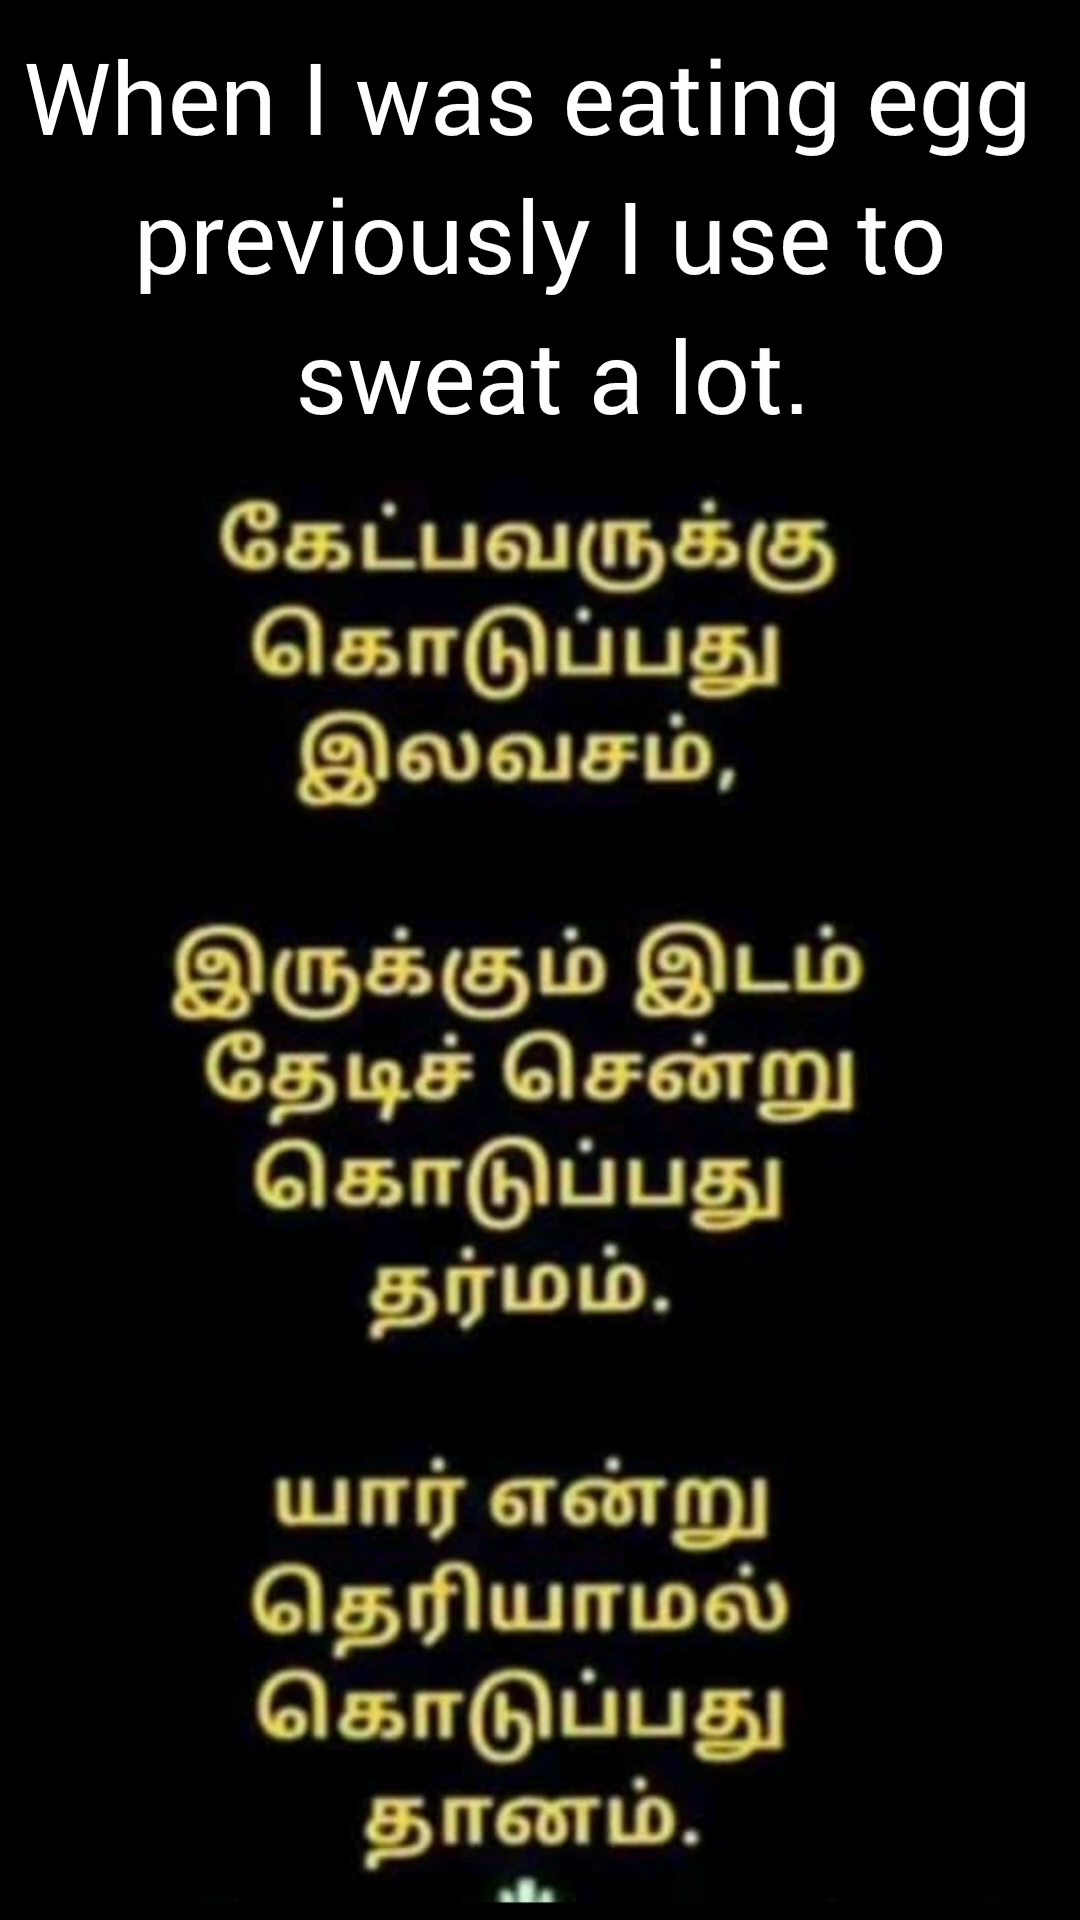 When I was eating egg
previously I use to
sweat a lot.
கேட்பவருக்கு
கொடுப்பது
இலவசம்,
இருக்கும் இடம்
தேடிச் சென்று
கொடுப்பது
தர்மம்.
யார் என்று
தெரியாமல்
கொடுப்பது
தானம்.